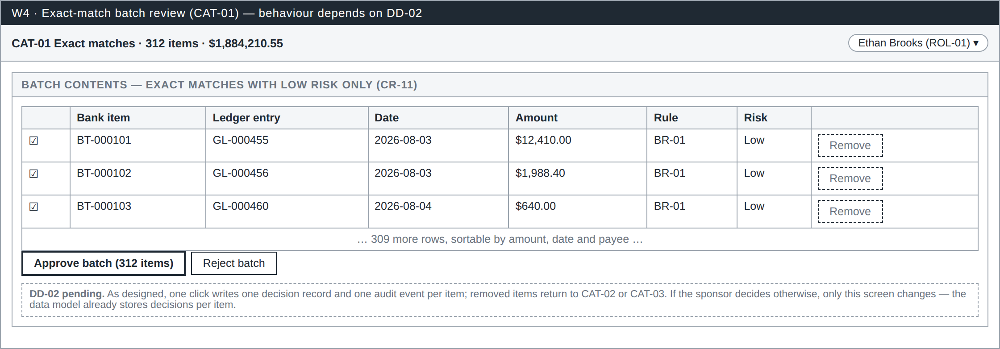 W4 · Exact-match batch review (CAT-01) — behaviour depends on DD-02
CAT-01 Exact matches · 312 items · $1,884,210.55
Ethan Brooks (ROL-01) ▾
BATCH CONTENTS — EXACT MATCHES WITH LOW RISK ONLY (CR-11)
Bank item Ledger entry Date Amount Rule Risk
☑ BT-000101 GL-000455 2026-08-03 $12,410.00 BR-01 Low Remove
☑ BT-000102 GL-000456 2026-08-03 $1,988.40 BR-01 Low Remove
☑ BT-000103 GL-000460 2026-08-04 $640.00 BR-01 Low Remove
… 309 more rows, sortable by amount, date and payee …
Approve batch (312 items) Reject batch
DD-02 pending. As designed, one click writes one decision record and one audit event per item; removed items return to CAT-02 or CAT-03. If the sponsor decides otherwise, only this screen changes — the
data model already stores decisions per item.